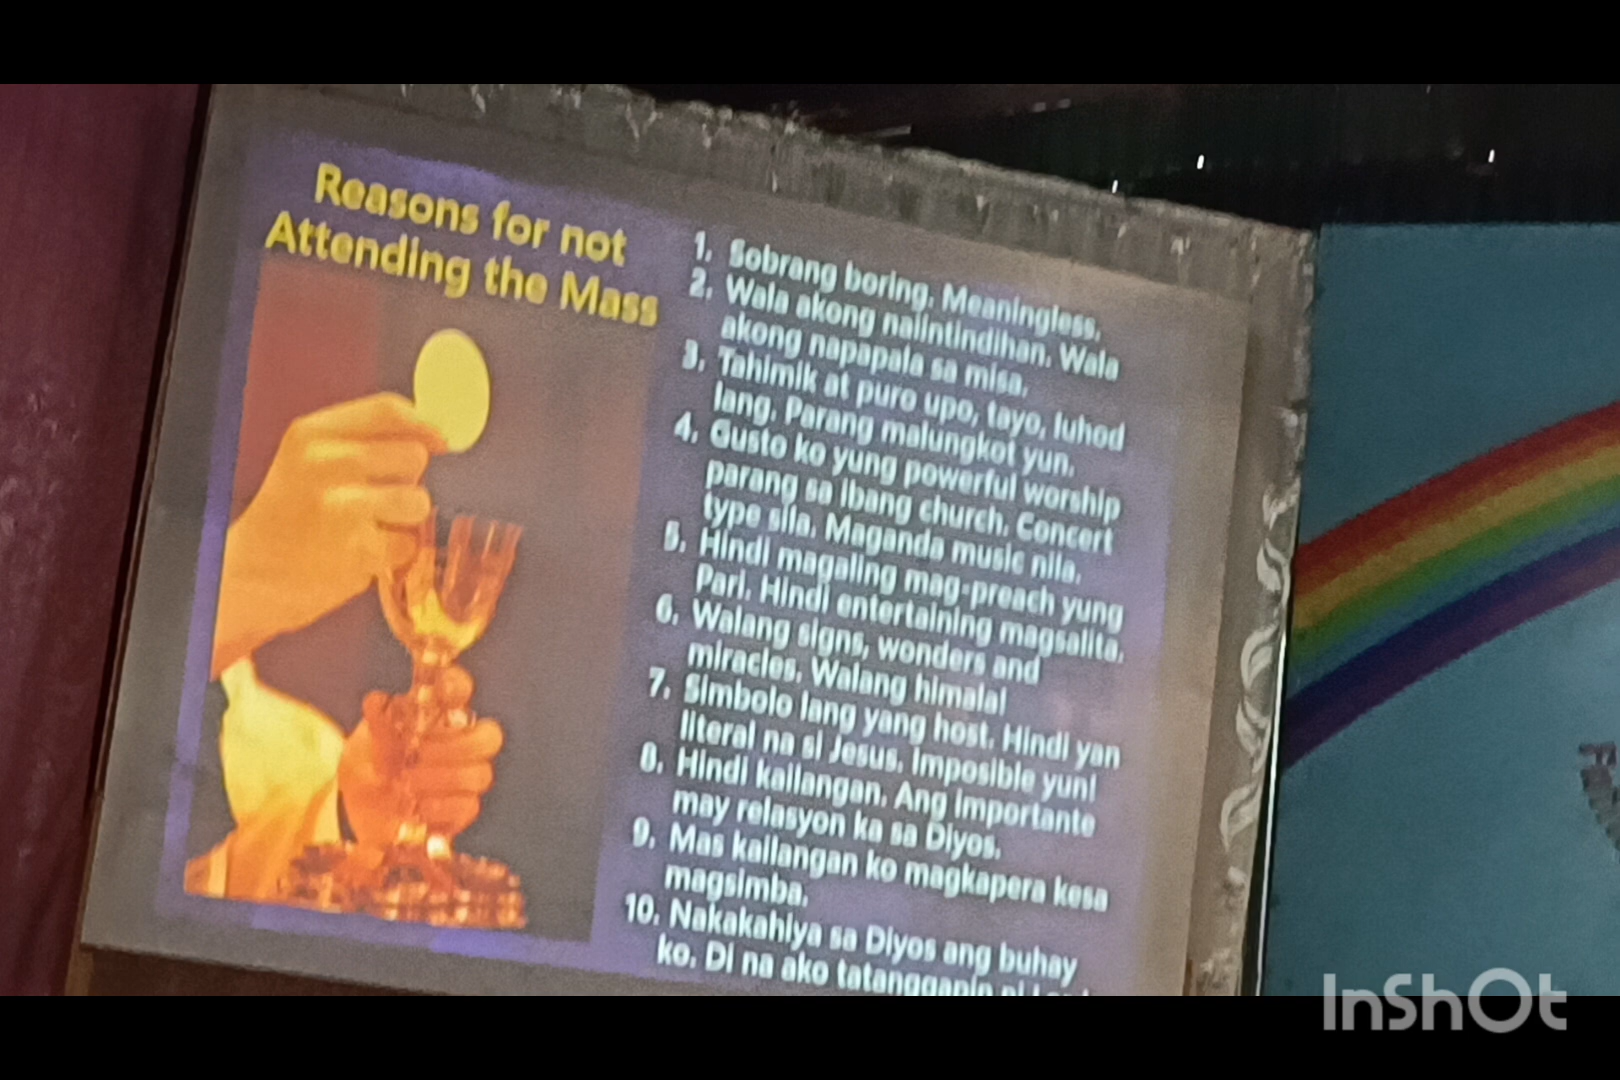 Reasons for not
Attending the Mass
1. Sobrang boring. Meaningless.
2. Wala akong naiintindihan. Wala
akong napapala sa misa.
3. Tahimik at puro upo, tayo, luhod
lang. Parang malungkot yun.
4. Gusto ko yung powerful worship
parang sa ibang church. Concert
type sila. Maganda music nila.
5. Hindi magaling mag-preach yung
Pari. Hindi entertaining magsalita.
6. Walang signs, wonders and
miracles. Walang himala!
7. Simbolo lang yang host. Hindi yan
literal na si Jesus. Imposible yun!
8. Hindi kailangan. Ang importante
may relasyon ka sa Diyos.
9. Mas kailangan ko magkapera kesa
magsimba.
10. Nakakahiya sa Diyos ang buhay
ko. Di na ako tatanggapin ni
InShOt